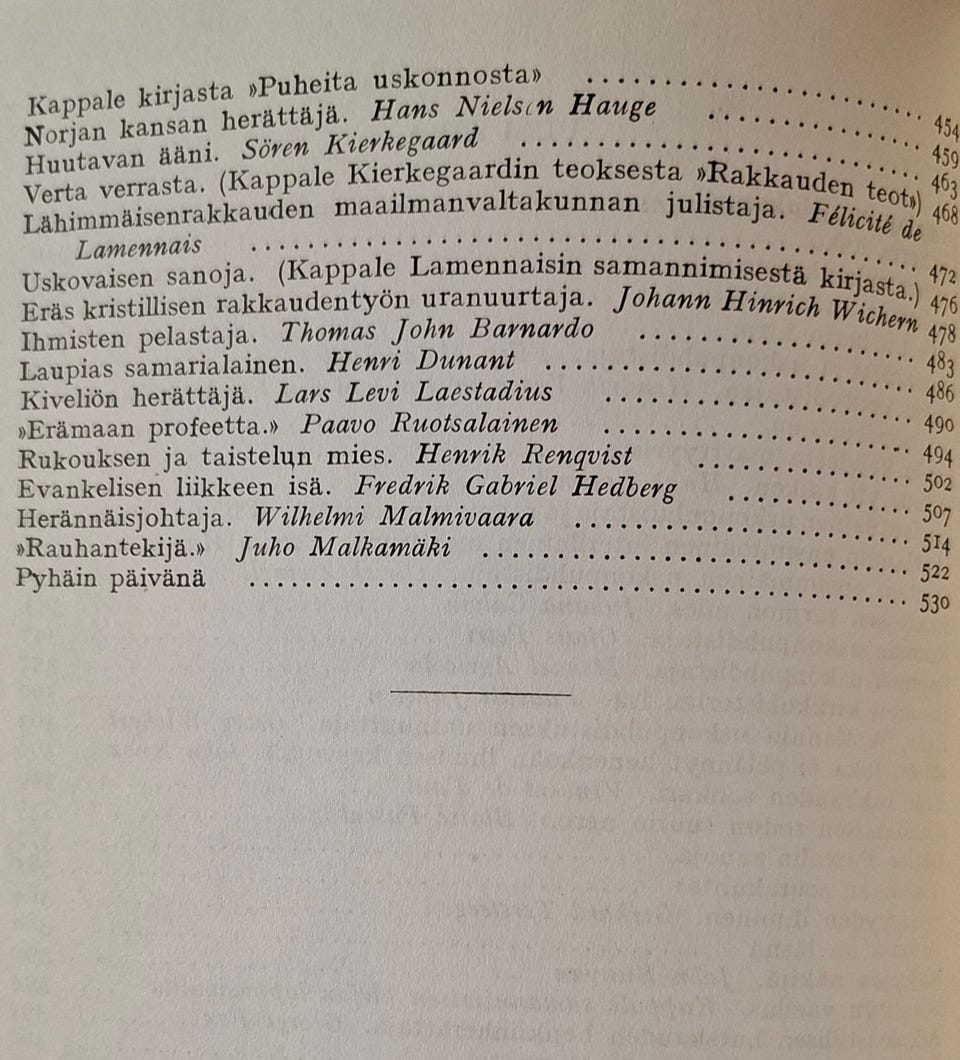 Kappale kirjasta »Puheita uskonnosta» .......................... 454
Norjan kansan herättäjä. Hans Nielsen Hauge .................. 459
Huutavan ääni. Sören Kierkegaard .............................. 463
Verta verrasta. (Kappale Kierkegaardin teoksesta »Rakkauden teot») 468
Lähimmäisenrakkauden maailmanvaltakunnan julistaja. Félicité de
Lamennais .................................................. 472
Uskovaisen sanoja. (Kappale Lamennaisin samannimisestä kirjasta.) 476
Eräs kristillisen rakkaudentyön uranuurtaja. Johann Hinrich Wichern 478
Ihmisten pelastaja. Thomas John Barnardo ...................... 483
Laupias samarialainen. Henri Dunant ............................ 486
Kiveliön herättäjä. Lars Levi Laestadius ........................ 490
»Erämaan profeetta.» Paavo Ruotsalainen ........................ 494
Rukouksen ja taistelun mies. Henrik Renqvist .................. 502
Evankelisen liikkeen isä. Fredrik Gabriel Hedberg .............. 507
Herännäisjohtaja. Wilhelmi Malmivaara .......................... 514
»Rauhantekijä.» Juho Malkamäki ................................ 522
Pyhäin päivänä .................................................. 530